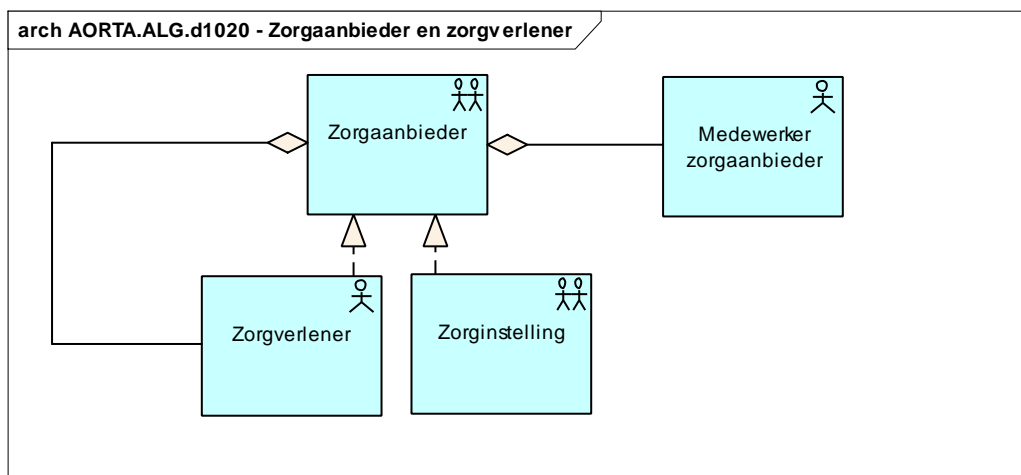 arch AORTA.ALG.d1020 - Zorgaanbieder en zorgverlener
Zorgaanbieder
Medewerker
zorgaanbieder
Zorgverlener
Zorginstelling